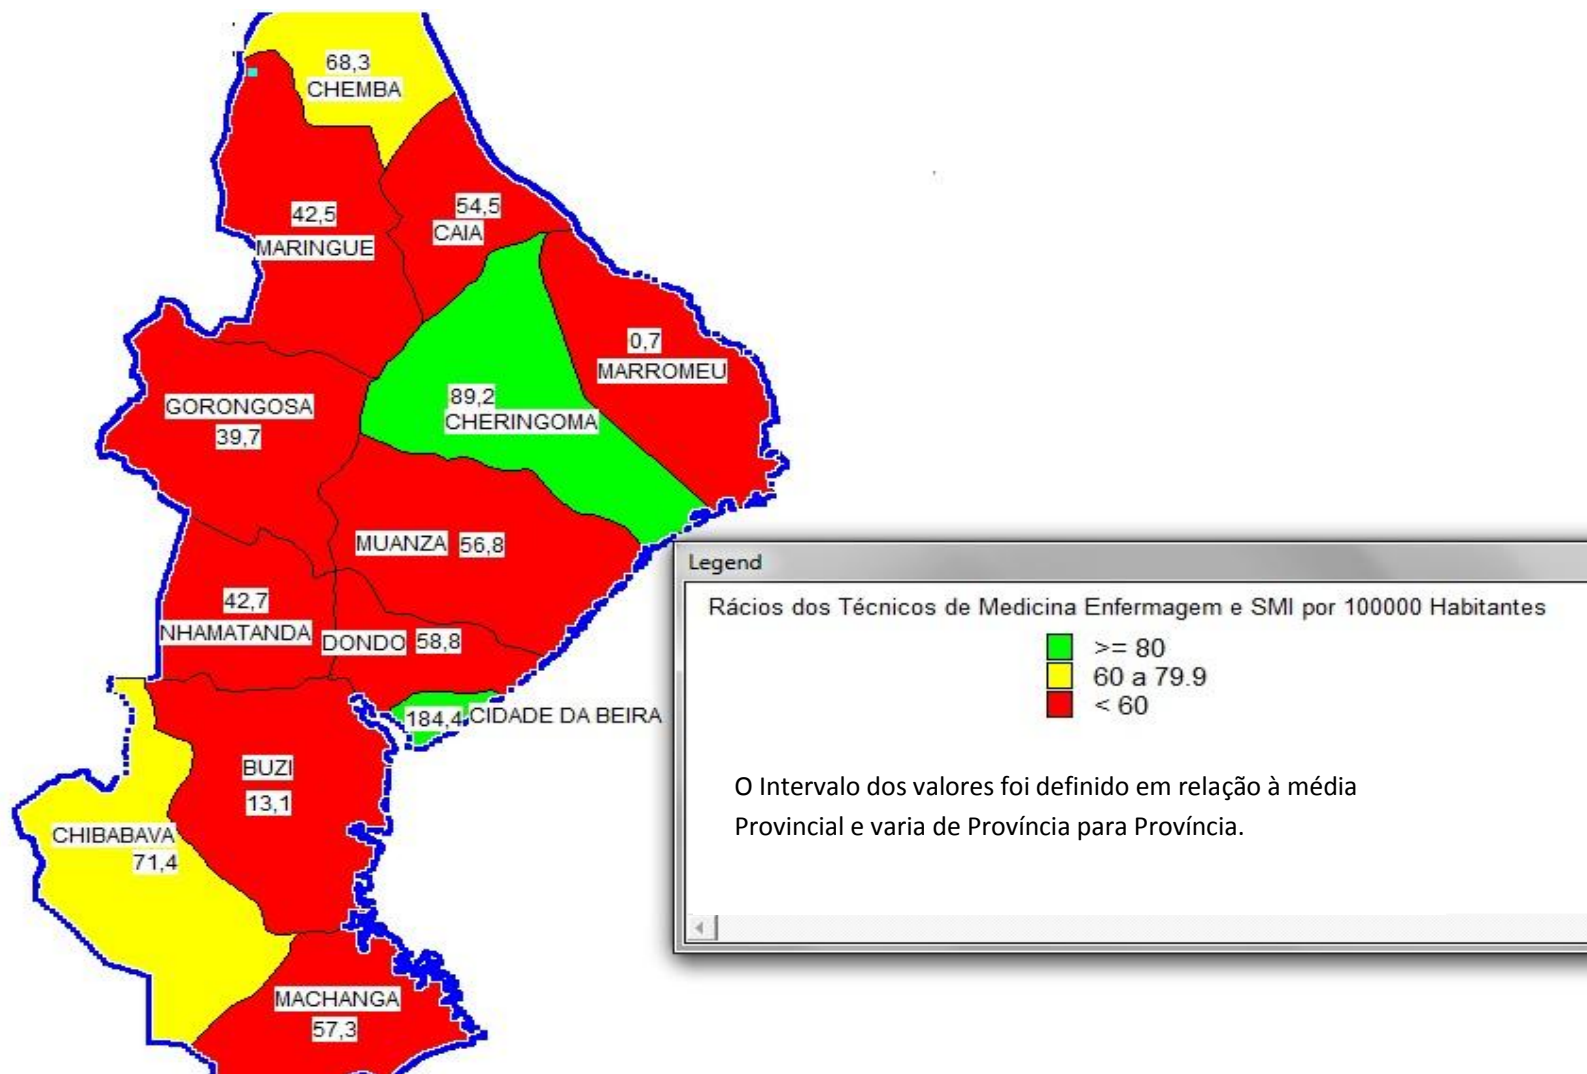 68,3
CHEMBA
54,5
CAIA
42,5
MARINGUE
0,7
MARROMEU
89,2
CHERINGOMA
GORONGOSA
39,7
MUANZA 56,8
42,7
NHAMATANDA
DONDO 58,8
184,4 CIDADE DA BEIRA
BUZI
13,1
CHIBABAVA
71,4
MACHANGA
57,3
Legend
Rácios dos Técnicos de Medicina Enfermagem e SMI por 100000 Habitantes
>= 80
60 a 79.9
< 60
O Intervalo dos valores foi definido em relação à média
Provincial e varia de Província para Província.